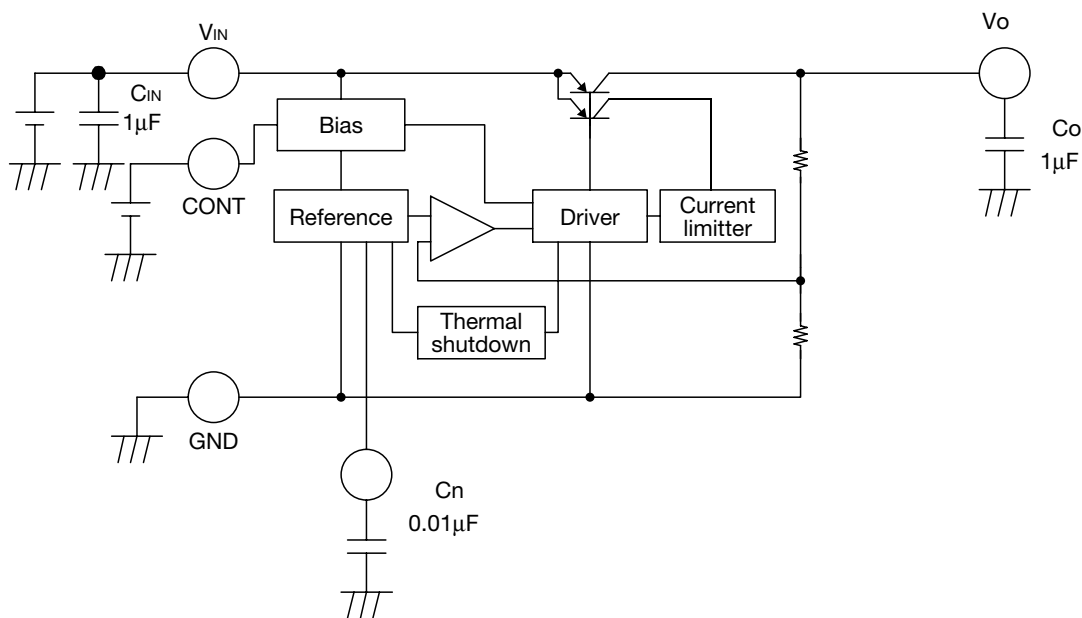 VIN
Vo
CIN
1μF
Bias
Co
1μF
CONT
Reference
Driver
Current
limitter
Thermal
shutdown
GND
Cn
0.01μF